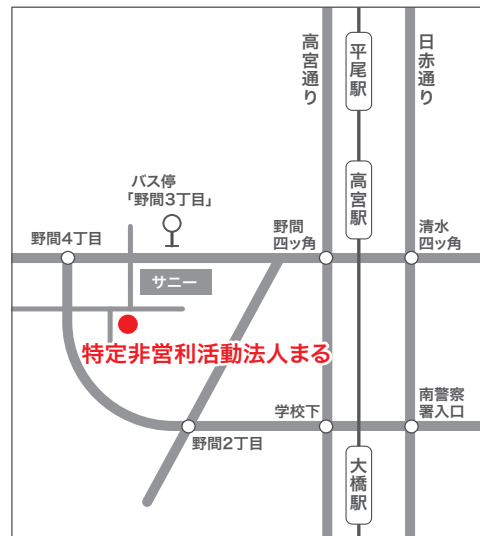 高宮通り
平尾駅
日赤通り
バス停
「野間3丁目」
高宮駅
野間4丁目
野間
四ッ角
清水
四ッ角
サニー
特定非営利活動法人まる
学校下
南警察
署入口
野間2丁目
大橋駅